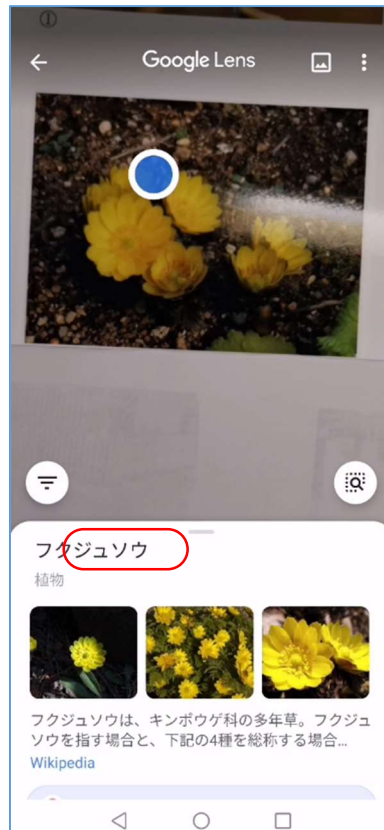 ①
Google Lens
フクジュソウ
植物
フクジュソウは、キンポウゲ科の多年草。フクジュ
ソウを指す場合と、下記の4種を総称する場合...
Wikipedia